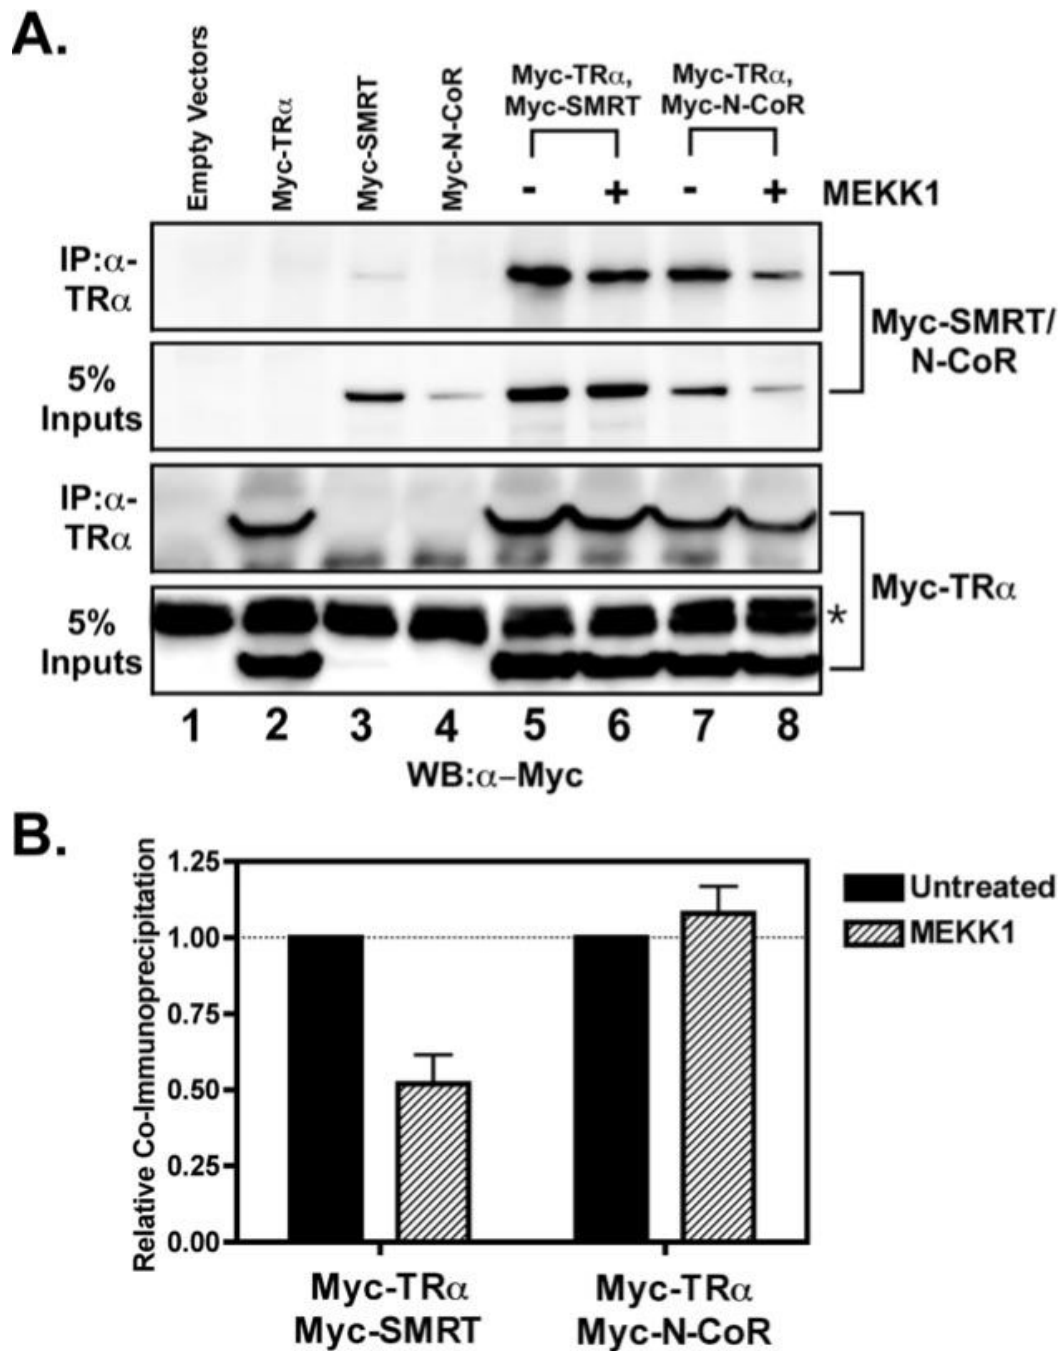 A.
Empty Vectors
Myc-TRα
Myc-SMRT
Myc-N-CoR
Myc-TRα,
Myc-SMRT
Myc-TRα,
Myc-N-CoR
- + - + MEKK1
IP:α-
TRα
5%
Inputs
Myc-SMRT/
N-CoR
IP:α-
TRα
5%
Inputs
*
Myc-TRα
1 2 3 4 5 6 7 8
WB:α–Myc
B.
Relative Co-Immunoprecipitation
1.25
1.00
0.75
0.50
0.25
0.00
Untreated
MEKK1
Myc-TRα
Myc-SMRT
Myc-TRα
Myc-N-CoR